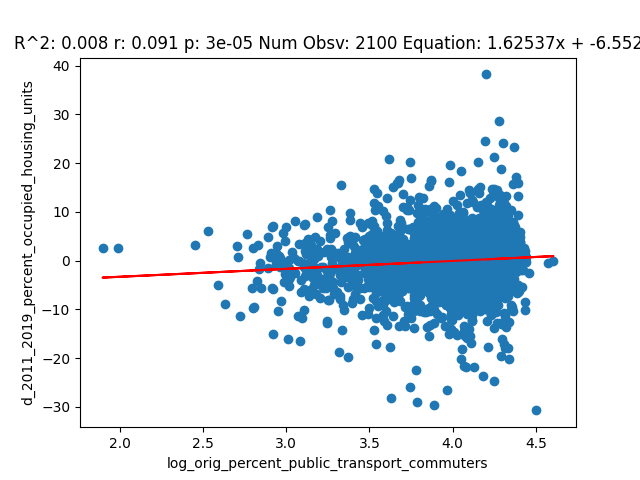 R^2: 0.008 r: 0.091 p: 3e-05 Num Obsv: 2100 Equation: 1.62537x + -6.552
40
30
20
10
0
−10
−20
−30
d_2011_2019_percent_occupied_housing_units
2.0 2.5 3.0 3.5 4.0 4.5
log_orig_percent_public_transport_commuters